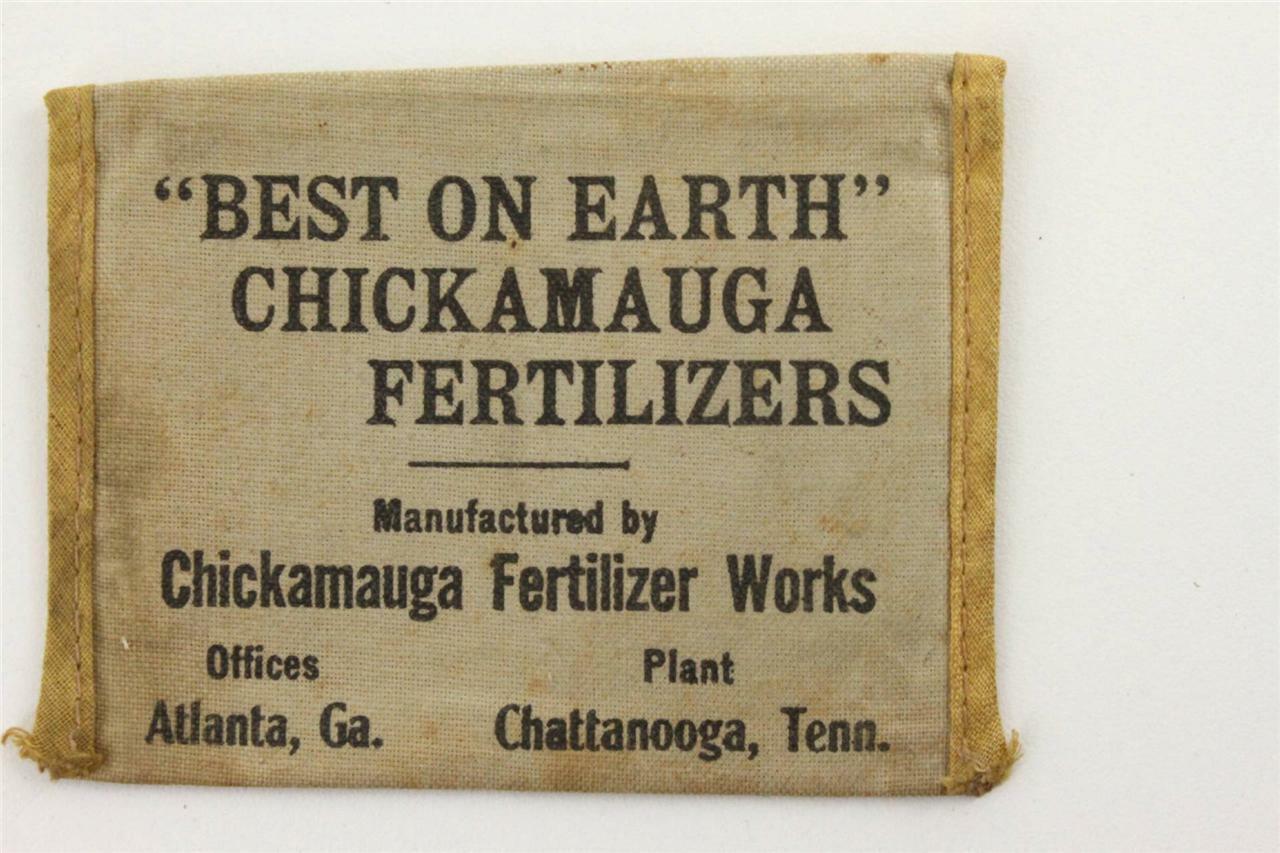 “BEST ON EARTH”
CHICKAMAUGA
FERTILIZERS
Manufactured by
Chickamauga Fertilizer Works
Offices Plant
Atlanta, Ga. Chattanooga, Tenn.